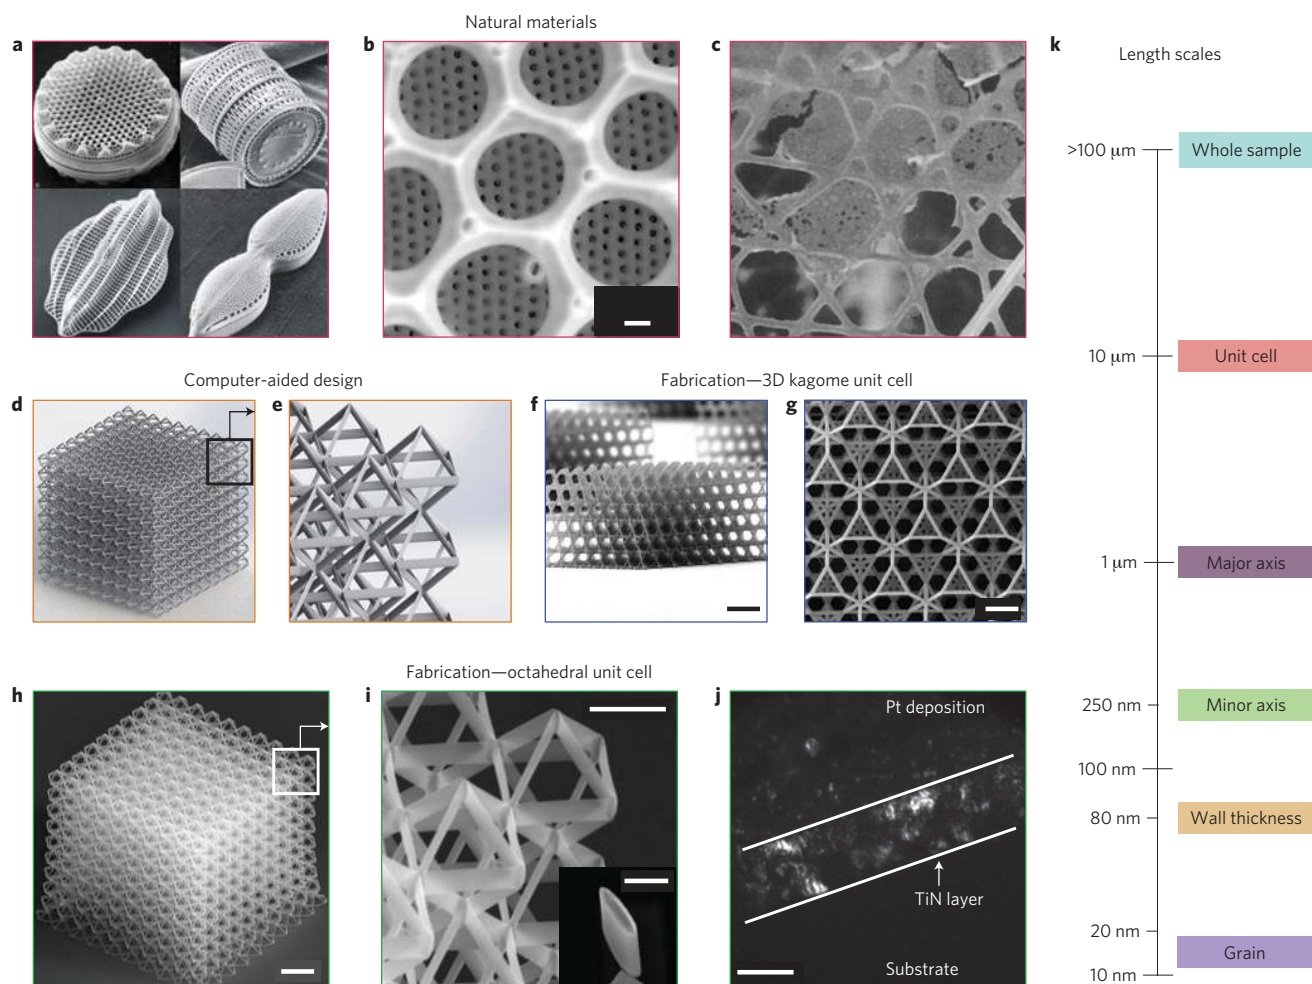 Natural materials
a
b
c
k
Length scales
>100 μm
Whole sample
10 μm
Unit cell
Computer-aided design
Fabrication—3D kagome unit cell
d
e
f
g
1 μm
Major axis
Fabrication—octahedral unit cell
h
i
j
Pt deposition
TiN layer
Substrate
250 nm
Minor axis
100 nm
80 nm
Wall thickness
20 nm
Grain
10 nm